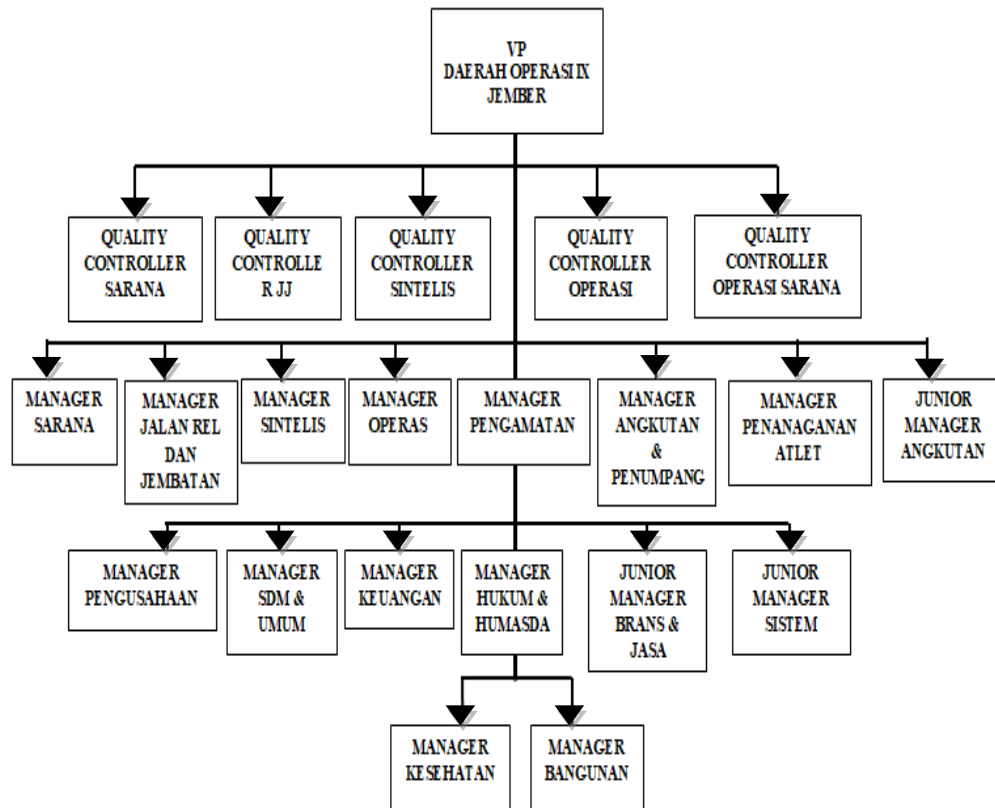 VP
DAERAH OPERASI IX
JEMBER
QUALITY
CONTROLLER
SARANA
QUALITY
CONTROLLE
R JJ
QUALITY
CONTROLLER
SINTELIS
QUALITY
CONTROLLER
OPERASI
QUALITY
CONTROLLER
OPERASI SARANA
MANAGER
SARANA
MANAGER
JALAN REL
DAN
JEMBATAN
MANAGER
SINTELIS
MANAGER
OPERAS
MANAGER
PENGAMATAN
MANAGER
ANGKUTAN
&
PENUMPANG
MANAGER
PENANAGANAN
ATLET
JUNIOR
MANAGER
ANGKUTAN
MANAGER
PENGUSAHAAN
MANAGER
SDM &
UMUM
MANAGER
KEUANGAN
MANAGER
HUKUM &
HUMASDA
JUNIOR
MANAGER
BRANS &
JASA
JUNIOR
MANAGER
SISTEM
MANAGER
KESEHATAN
MANAGER
BANGUNAN